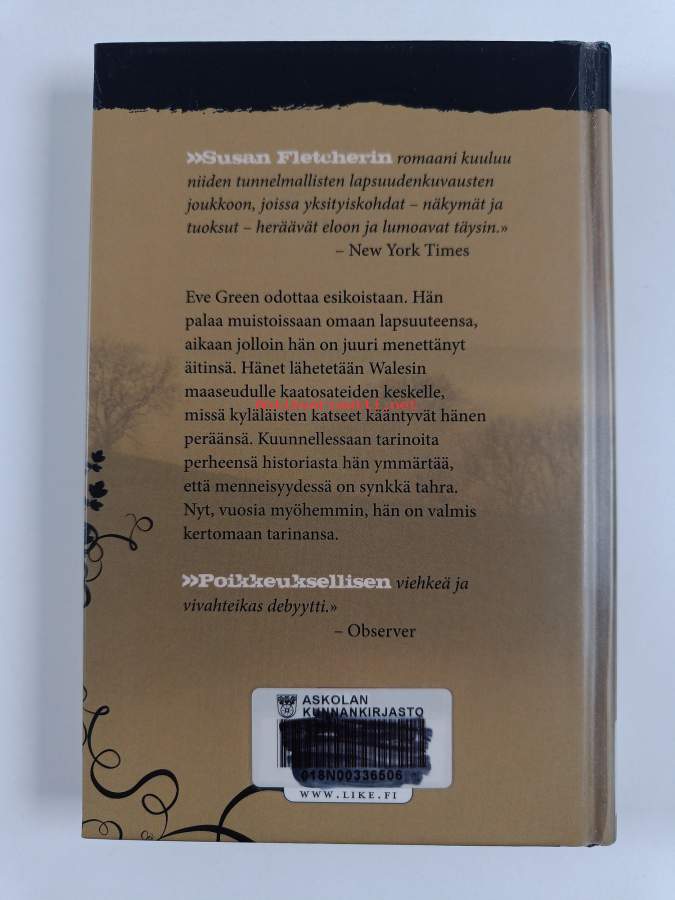 »Susan Fletcherin romaani kuuluu
niiden tunnelmallisten lapsuudenkuvausten
joukkoon, joissa yksityiskohdat – näkymät ja
tuoksut – heräävät eloon ja lumoavat täysin.»
– New York Times
Eve Green odottaa esikoistaan. Hän
palaa muistoissaan omaan lapsuuteensa,
aikaan jolloin hän on juuri menettänyt
äitinsä. Hänet lähetetään Walesin
maaseudulle kaatosateiden keskelle,
missä kyläläisten katseet kääntyvät hänen
peräänsä. Kuunnellessaan tarinoita
perheensä historiasta hän ymmärtää,
että menneisyydessä on synkkä tahra.
Nyt, vuosia myöhemmin, hän on valmis
kertomaan tarinansa.
»Poikkeuksellisen viehkeä ja
vivahteikas debyytti.»
– Observer
ASKOLAN
KUNNANKIRJASTO
018N00336506
WWW.LIKE.FI